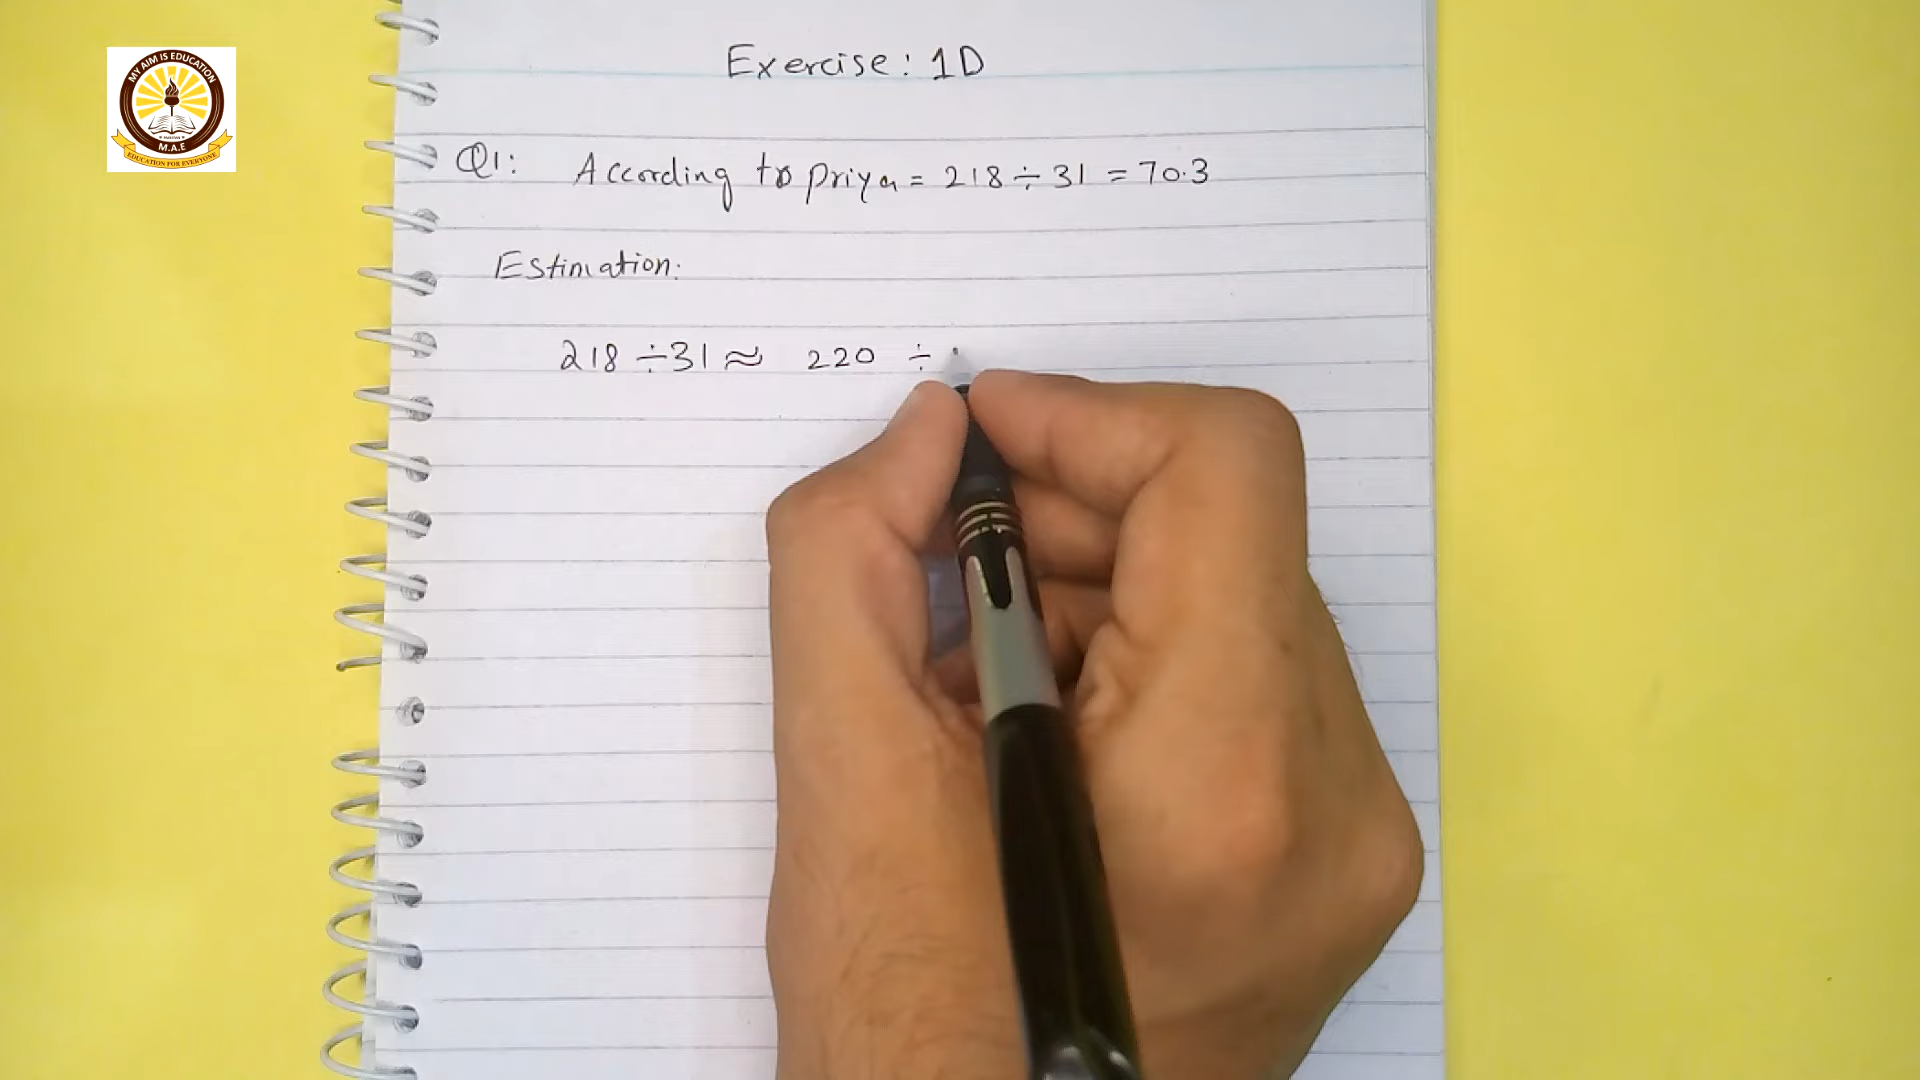 MY AIM IS EDUCATION
M.A.E
EDUCATION FOR EVERYONE
Exercise: 1D
Q1: According to Priya = 218 ÷ 31 = 70.3
Estimation:
218 ÷ 31 ≈ 220 ÷